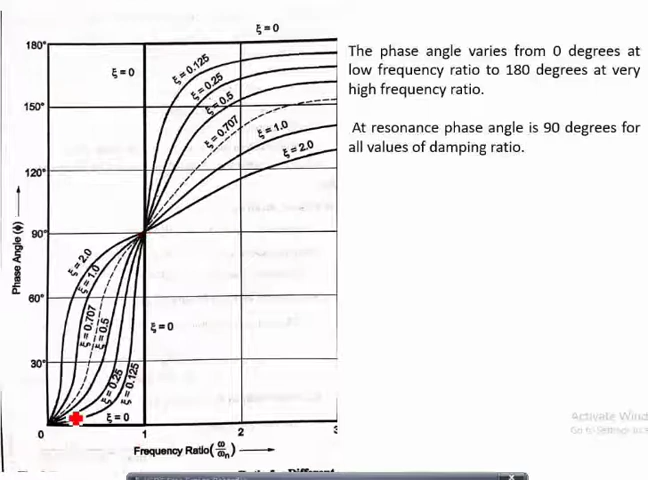 ξ = 0
180°
ξ = 0
ξ = 0.125
ξ = 0.25
ξ = 0.5
ξ = 0.707
ξ = 1.0
ξ = 2.0
150°
120°
90°
60°
30°
0
1
2
3
Phase Angle (ϕ)
ξ = 2.0
ξ = 1.0
ξ = 0.707
ξ = 0.5
ξ = 0.25
ξ = 0.125
ξ = 0
ξ = 0
Frequency Ratio(ω/ωn)
The phase angle varies from 0 degrees at
low frequency ratio to 180 degrees at very
high frequency ratio.
At resonance phase angle is 90 degrees for
all values of damping ratio.
Activate Wind